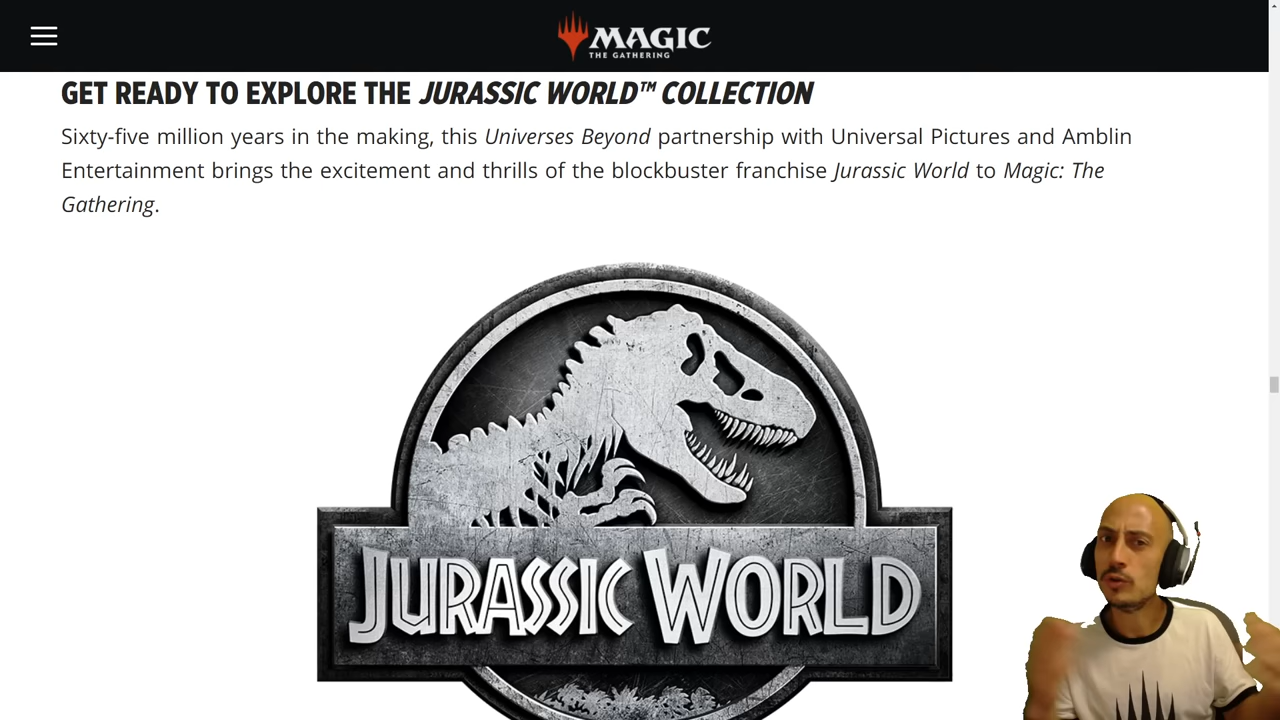 MAGIC
THE GATHERING
GET READY TO EXPLORE THE JURASSIC WORLD™ COLLECTION
Sixty-five million years in the making, this Universes Beyond partnership with Universal Pictures and Amblin
Entertainment brings the excitement and thrills of the blockbuster franchise Jurassic World to Magic: The
Gathering.
JURASSIC WORLD